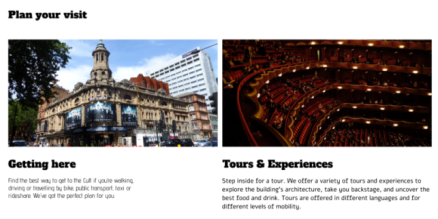 Plan your visit
Getting here
Find the best way to get to the Cult if you're walking,
driving or travelling by bike, public transport, taxi or
rideshare. We've got the perfect plan for you.
Tours & Experiences
Step inside for a tour. We offer a variety of tours and experiences to
explore the building's architecture, take you backstage, and uncover the
best food and drink. Tours are offered in different languages and for
different levels of mobility.